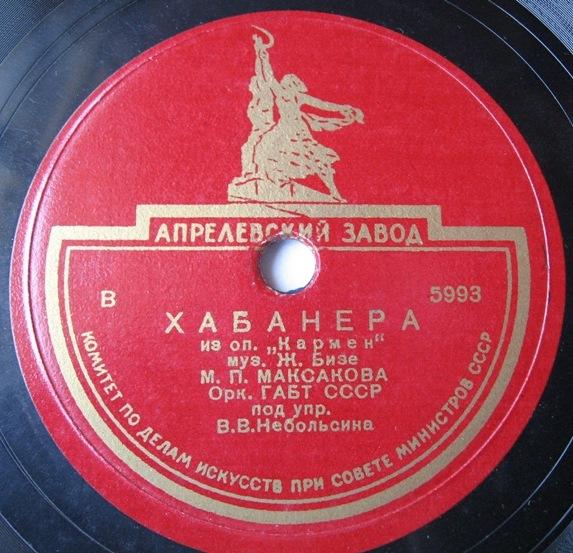 АПРЕЛЕВСКИЙ ЗАВОД
В 5993
ХАБАНЕРА
из оп. „Кармен“
муз. Ж. Бизе
М. П. МАКСАКОВА
Орк. ГАБТ СССР
под упр.
В.В.Небольсина
КОМИТЕТ ПО ДЕЛАМ ИСКУССТВ ПРИ СОВЕТЕ МИНИСТРОВ СССР